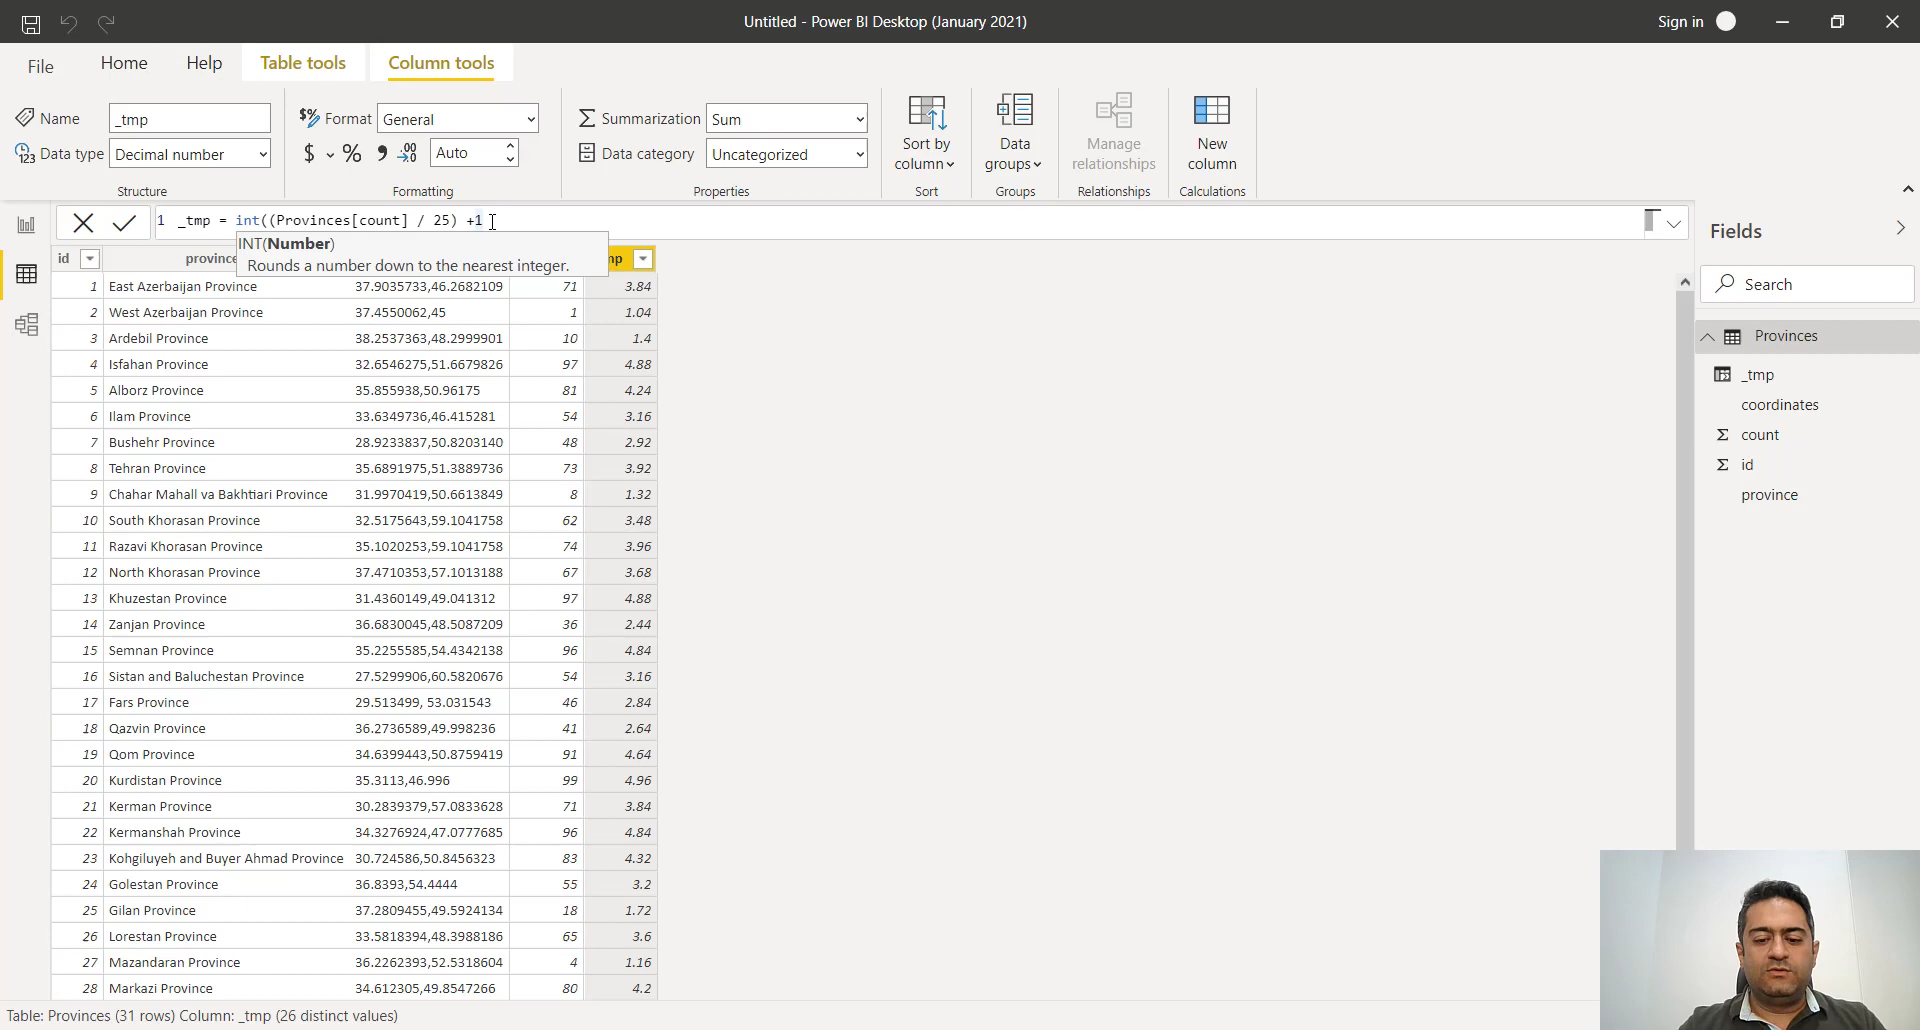 Untitled - Power BI Desktop (January 2021)
Sign in
File
Home
Help
Table tools
Column tools
Name
_tmp
Data type
Decimal number
Structure
Format
General
$ % 9 .00
Auto
Formatting
Summarization
Sum
Data category
Uncategorized
Properties
Sort by
column
Sort
Data
groups
Groups
Manage
relationships
Relationships
New
column
Calculations
1 _tmp = int((Provinces[count] / 25) +1
INT(Number)
Rounds a number down to the nearest integer.
id
1 East Azerbaijan Province 37.9035733,46.2682109 71 3.84
2 West Azerbaijan Province 37.4550062,45 1 1.04
3 Ardebil Province 38.2537363,48.2999901 10 1.4
4 Isfahan Province 32.6546275,51.6679826 97 4.88
5 Alborz Province 35.855938,50.96175 81 4.24
6 Ilam Province 33.6349736,46.415281 54 3.16
7 Bushehr Province 28.9233837,50.8203140 48 2.92
8 Tehran Province 35.6891975,51.3889736 73 3.92
9 Chahar Mahall va Bakhtiari Province 31.9970419,50.6613849 8 1.32
10 South Khorasan Province 32.5175643,59.1041758 62 3.48
11 Razavi Khorasan Province 35.1020253,59.1041758 74 3.96
12 North Khorasan Province 37.4710353,57.1013188 67 3.68
13 Khuzestan Province 31.4360149,49.041312 97 4.88
14 Zanjan Province 36.6830045,48.5087209 36 2.44
15 Semnan Province 35.2255585,54.4342138 96 4.84
16 Sistan and Baluchestan Province 27.5299906,60.5820676 54 3.16
17 Fars Province 29.513499, 53.031543 46 2.84
18 Qazvin Province 36.2736589,49.998236 41 2.64
19 Qom Province 34.6399443,50.8759419 91 4.64
20 Kurdistan Province 35.3113,46.996 99 4.96
21 Kerman Province 30.2839379,57.0833628 71 3.84
22 Kermanshah Province 34.3276924,47.0777685 96 4.84
23 Kohgiluyeh and Buyer Ahmad Province 30.724586,50.8456323 83 4.32
24 Golestan Province 36.8393,54.4444 55 3.2
25 Gilan Province 37.2809455,49.5924134 18 1.72
26 Lorestan Province 33.5818394,48.3988186 65 3.6
27 Mazandaran Province 36.2262393,52.5318604 4 1.16
28 Markazi Province 34.612305,49.8547266 80 4.2
Table: Provinces (31 rows) Column: _tmp (26 distinct values)
Fields
Search
Provinces
_tmp
coordinates
Σ count
Σ id
province